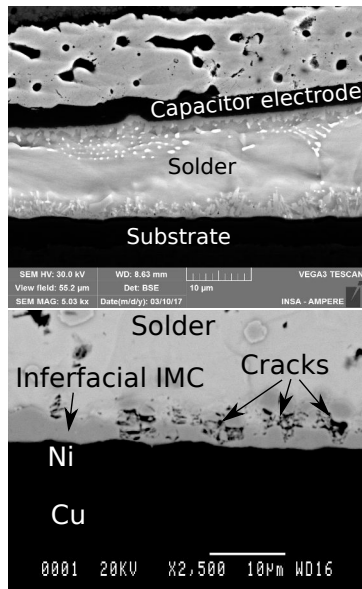 Capacitor electrode
Solder
Substrate
SEM HV: 30.0 kV WD: 8.63 mm VEGA3 TESCAN
View field: 55.2 µm Det: BSE 10 µm
SEM MAG: 5.03 kx Date(m/d/y): 03/10/17 INSA - AMPERE
Solder
Inferfacial IMC Cracks
Ni
Cu
0001 20KV X2,500 10µm WD16